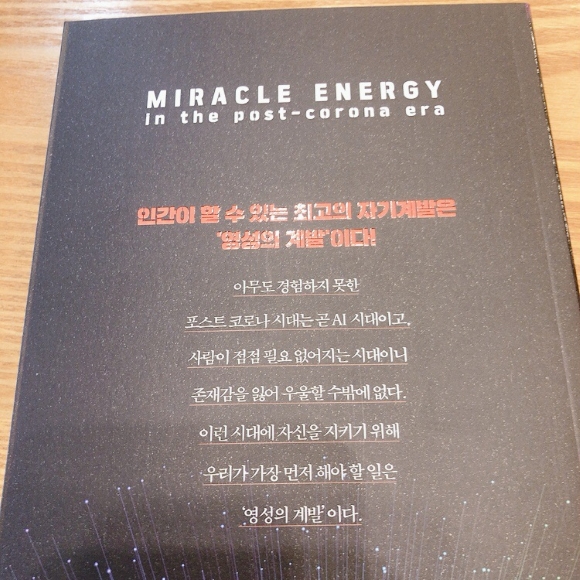 MIRACLE ENERGY
in the post-corona era
인간이 할 수 있는 최고의 자기계발은
'영성의 계발'이다!
아무도 경험하지 못한
포스트 코로나 시대는 곧 AI 시대이고,
사람이 점점 필요 없어지는 시대이니
존재감을 잃어 우울할 수밖에 없다.
이런 시대에 자신을 지키기 위해
우리가 가장 먼저 해야 할 일은
'영성의 계발'이다.